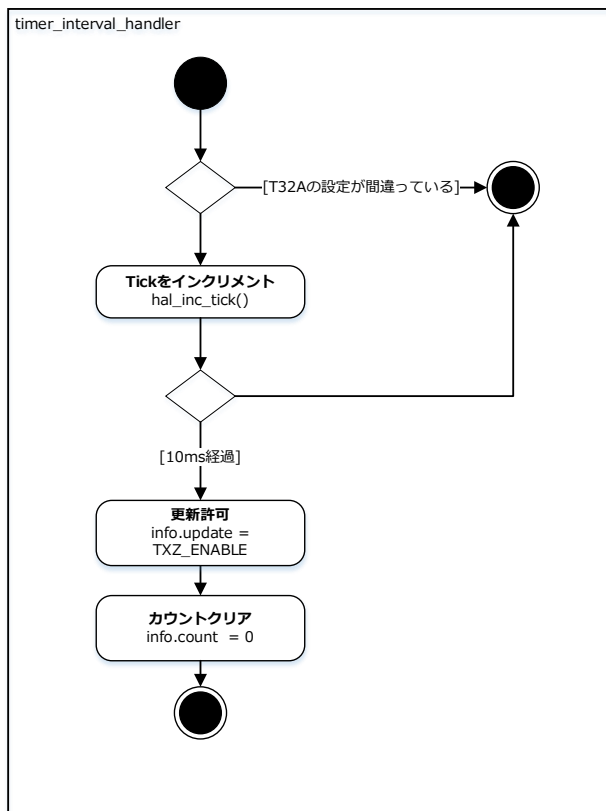 timer_interval_handler
[T32Aの設定が間違っている]
Tickをインクリメント
hal_inc_tick()
[10ms経過]
更新許可
info.update =
TXZ_ENABLE
カウントクリア
info.count = 0